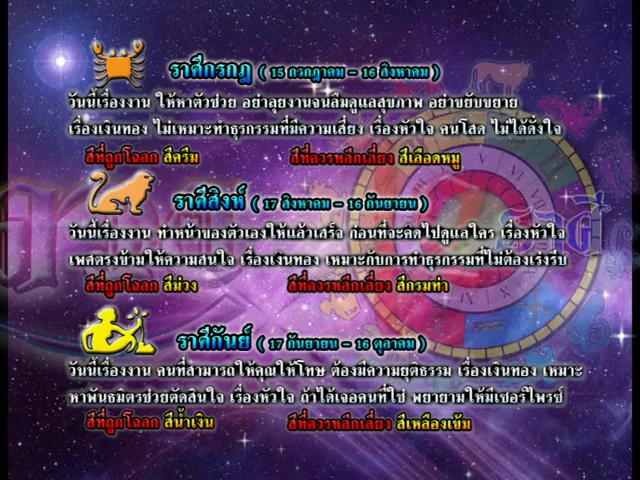 ราศีกรกฎ ( 15 กรกฎาคม - 16 สิงหาคม )
วันนี้เรื่องงาน ให้หาตัวช่วย อย่าลุยงานจนลืมดูแลสุขภาพ อย่าขยับขยาย
เรื่องเงินทอง ไม่เหมาะทำธุรกรรมที่มีความเสี่ยง เรื่องหัวใจ คนโสด ไม่ได้ดั่งใจ
สีที่ถูกโฉลก สีครีม สีที่ควรหลีกเลี่ยง สีเลือดหมู
ราศีสิงห์ ( 17 สิงหาคม - 16 กันยายน )
วันนี้เรื่องงาน ทำหน้าของตัวเองให้แล้วเสร็จ ก่อนที่จะคิดไปดูแลใคร เรื่องหัวใจ
เพศตรงข้ามให้ความสนใจ เรื่องเงินทอง เหมาะกับการทำธุรกรรมที่ไม่ต้องเร่งรีบ
สีที่ถูกโฉลก สีม่วง สีที่ควรหลีกเลี่ยง สีกรมท่า
ราศีกันย์ ( 17 กันยายน - 16 ตุลาคม )
วันนี้เรื่องงาน คนที่สามารถให้คุณให้โทษ ต้องมีความยุติธรรม เรื่องเงินทอง เหมาะ
หาพันธมิตรช่วยตัดสินใจ เรื่องหัวใจ ถ้าได้เจอคนที่ใช่ พยายามให้มีเซอร์ไพรซ์
สีที่ถูกโฉลก สีน้ำเงิน สีที่ควรหลีกเลี่ยง สีเหลืองเข้ม